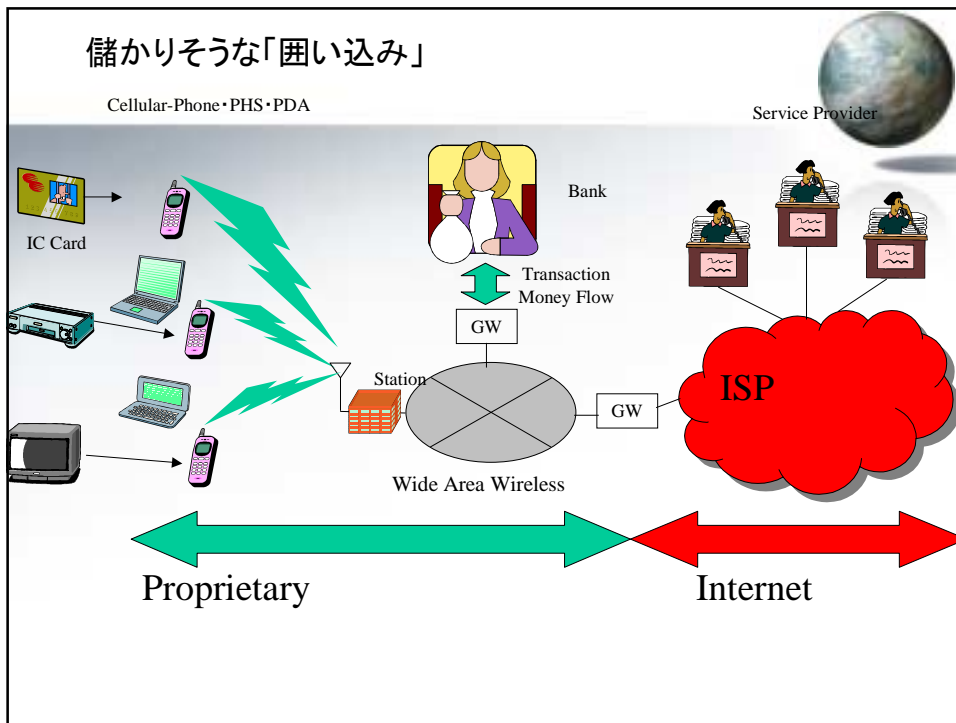 儲かりそうな「囲い込み」
Cellular-Phone・PHS・PDA
Service Provider
Bank
IC Card
Transaction
Money Flow
GW
Station
ISP
GW
Wide Area Wireless
Proprietary
Internet